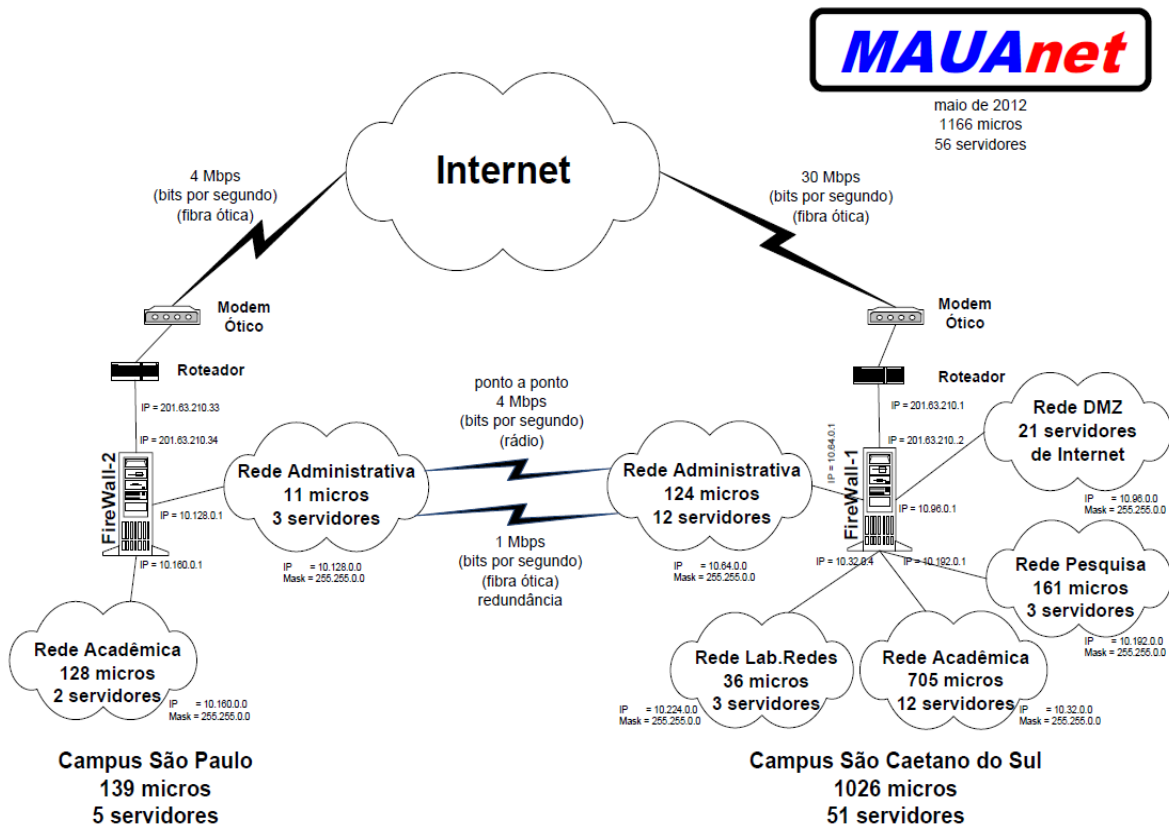 MAUAnet
maio de 2012
1166 micros
56 servidores
Internet
4 Mbps
(bits por segundo)
(fibra ótica)
30 Mbps
(bits por segundo)
(fibra ótica)
Modem
Ótico
Modem
Ótico
Roteador
Roteador
IP = 201.63.210.33
IP = 201.63.210.34
FireWall-2
IP = 10.128.0.1
IP = 10.160.0.1
Rede Administrativa
11 micros
3 servidores
IP = 10.128.0.0
Mask = 255.255.0.0
ponto a ponto
4 Mbps
(bits por segundo)
(rádio)
1 Mbps
(bits por segundo)
(fibra ótica)
redundância
Rede Administrativa
124 micros
12 servidores
IP = 10.64.0.0
Mask = 255.255.0.0
IP = 201.63.210.1
IP = 201.63.210..2
IP = 10.64.0.1
FireWall-1
IP = 10.96.0.1
IP = 10.32.0.4
IP = 10.192.0.1
Rede DMZ
21 servidores
de Internet
IP = 10.96.0.0
Mask = 255.255.0.0
Rede Pesquisa
161 micros
3 servidores
IP = 10.192.0.0
Mask = 255.255.0.0
Rede Acadêmica
128 micros
2 servidores
IP = 10.160.0.0
Mask = 255.255.0.0
Rede Lab.Redes
36 micros
3 servidores
IP = 10.224.0.0
Mask = 255.255.0.0
Rede Acadêmica
705 micros
12 servidores
IP = 10.32.0.0
Mask = 255.255.0.0
Campus São Paulo
139 micros
5 servidores
Campus São Caetano do Sul
1026 micros
51 servidores